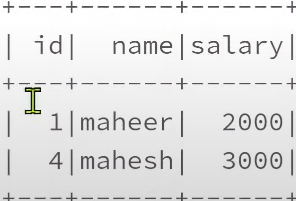 +---+------+------+
| id|  name|salary|
+---+------+------+
|  1|maheer|  2000|
|  4|mahesh|  3000|
+---+------+------+